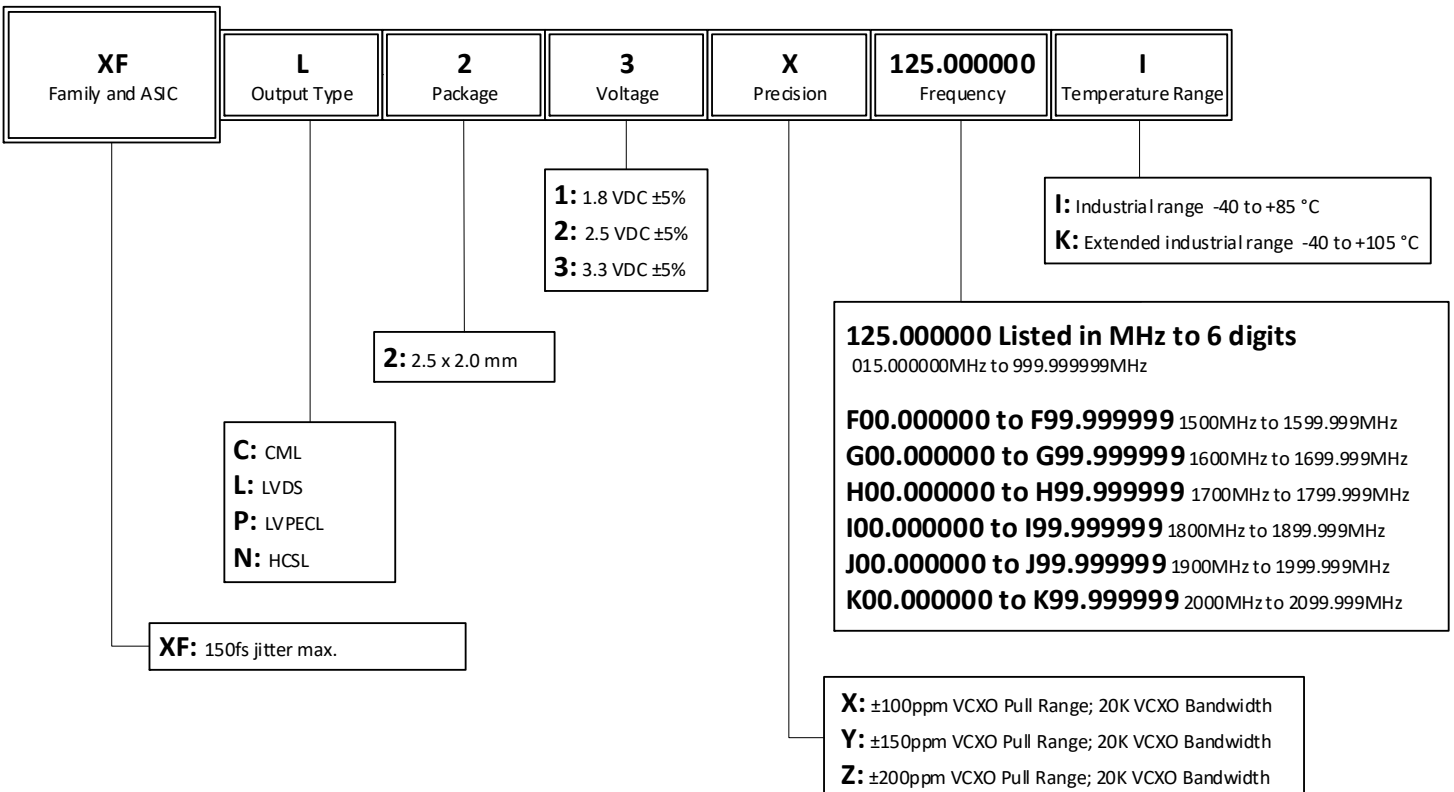 XF
Family and ASIC
L
Output Type
2
Package
3
Voltage
X
Precision
125.000000
Frequency
I
Temperature Range
1: 1.8 VDC ±5%
2: 2.5 VDC ±5%
3: 3.3 VDC ±5%
I: Industrial range -40 to +85 °C
K: Extended industrial range -40 to +105 °C
2: 2.5 x 2.0 mm
125.000000 Listed in MHz to 6 digits
015.000000MHz to 999.999999MHz
F00.000000 to F99.999999 1500MHz to 1599.999MHz
G00.000000 to G99.999999 1600MHz to 1699.999MHz
H00.000000 to H99.999999 1700MHz to 1799.999MHz
I00.000000 to I99.999999 1800MHz to 1899.999MHz
J00.000000 to J99.999999 1900MHz to 1999.999MHz
K00.000000 to K99.999999 2000MHz to 2099.999MHz
C: CML
L: LVDS
P: LVPECL
N: HCSL
XF: 150fs jitter max.
X: ±100ppm VCXO Pull Range; 20K VCXO Bandwidth
Y: ±150ppm VCXO Pull Range; 20K VCXO Bandwidth
Z: ±200ppm VCXO Pull Range; 20K VCXO Bandwidth